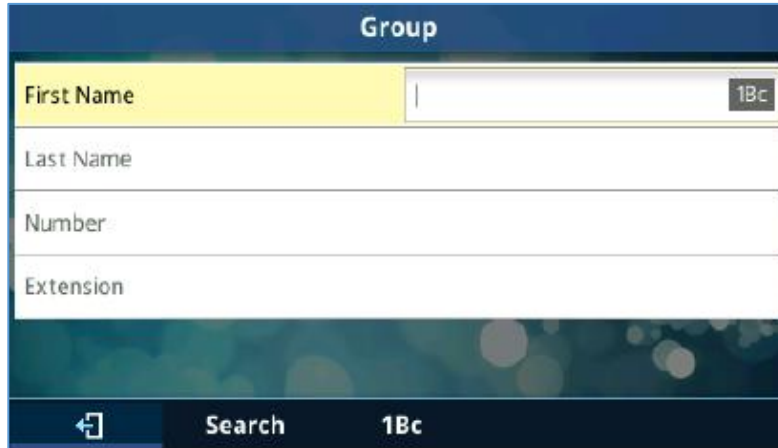 Group
First Name 1Bc
Last Name
Number
Extension
Search 1Bc